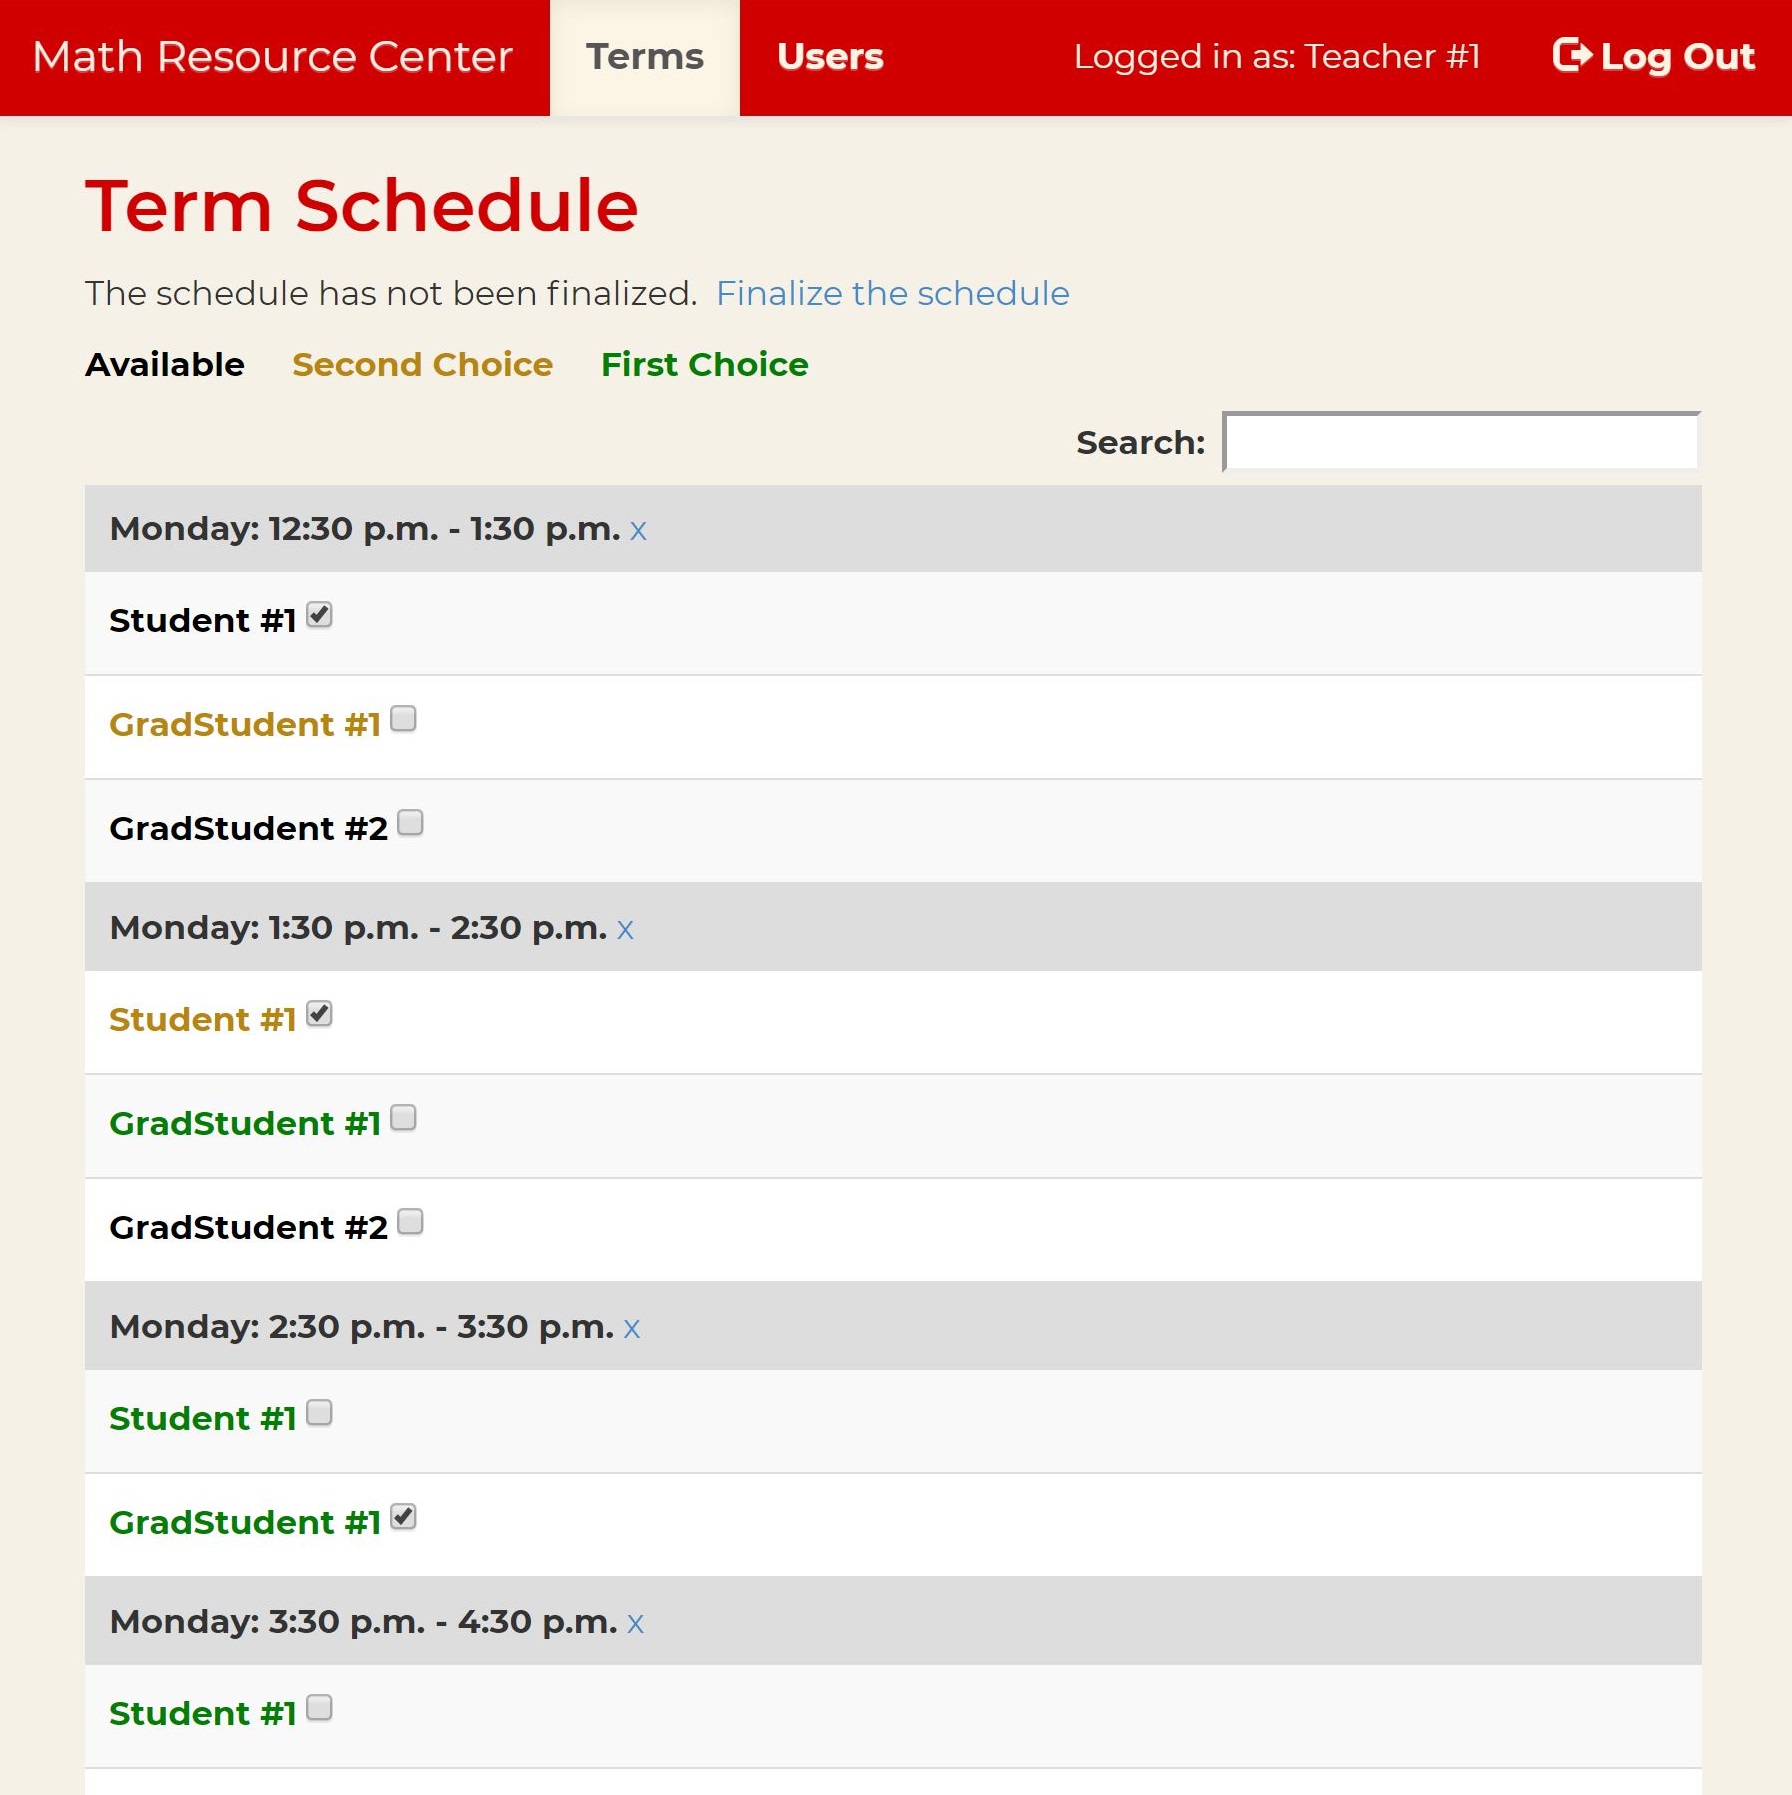 Math Resource Center Terms Users Logged in as: Teacher #1 Log Out
Term Schedule
The schedule has not been finalized. Finalize the schedule
Available Second Choice First Choice
Search:
Monday: 12:30 p.m. - 1:30 p.m. x
Student #1
GradStudent #1
GradStudent #2
Monday: 1:30 p.m. - 2:30 p.m. x
Student #1
GradStudent #1
GradStudent #2
Monday: 2:30 p.m. - 3:30 p.m. x
Student #1
GradStudent #1
Monday: 3:30 p.m. - 4:30 p.m. x
Student #1